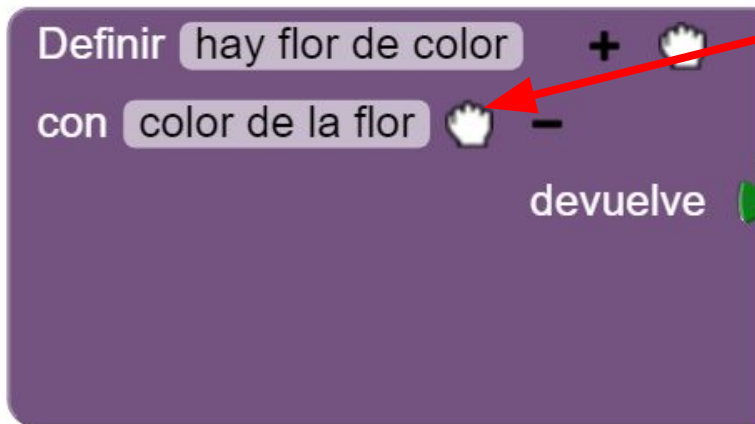 Definir hay flor de color +
con color de la flor -
devuelve